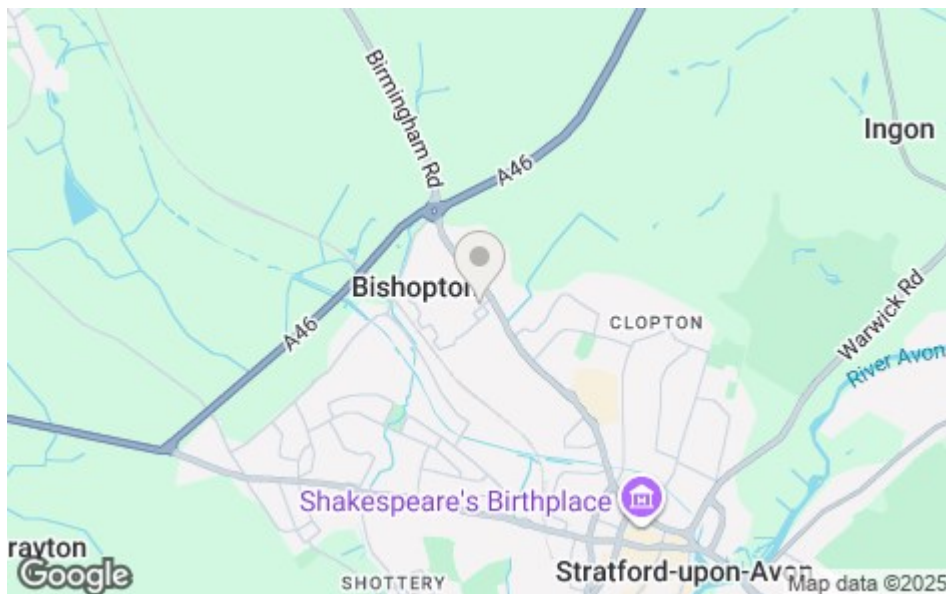 Birmingham Rd
A46
Ingon
Bishopton
CLOPTON
Warwick Rd
River Avon
A46
Shakespeare's Birthplace
rayton
Google
SHOTTERY
Stratford-upon-Avon
Map data ©2025